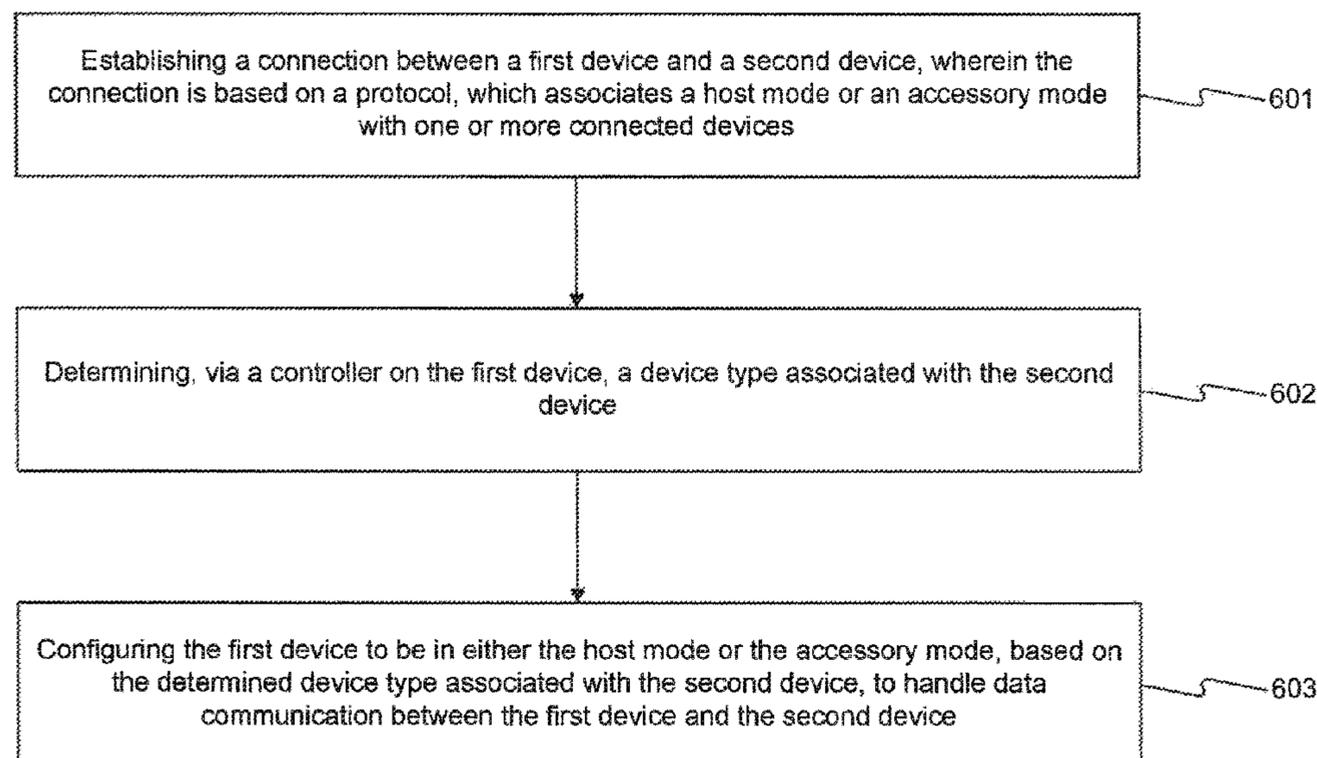 Establishing a connection between a first device and a second device, wherein the
connection is based on a protocol, which associates a host mode or an accessory mode
with one or more connected devices
601
Determining, via a controller on the first device, a device type associated with the second
device
602
Configuring the first device to be in either the host mode or the accessory mode, based on
the determined device type associated with the second device, to handle data
communication between the first device and the second device
603